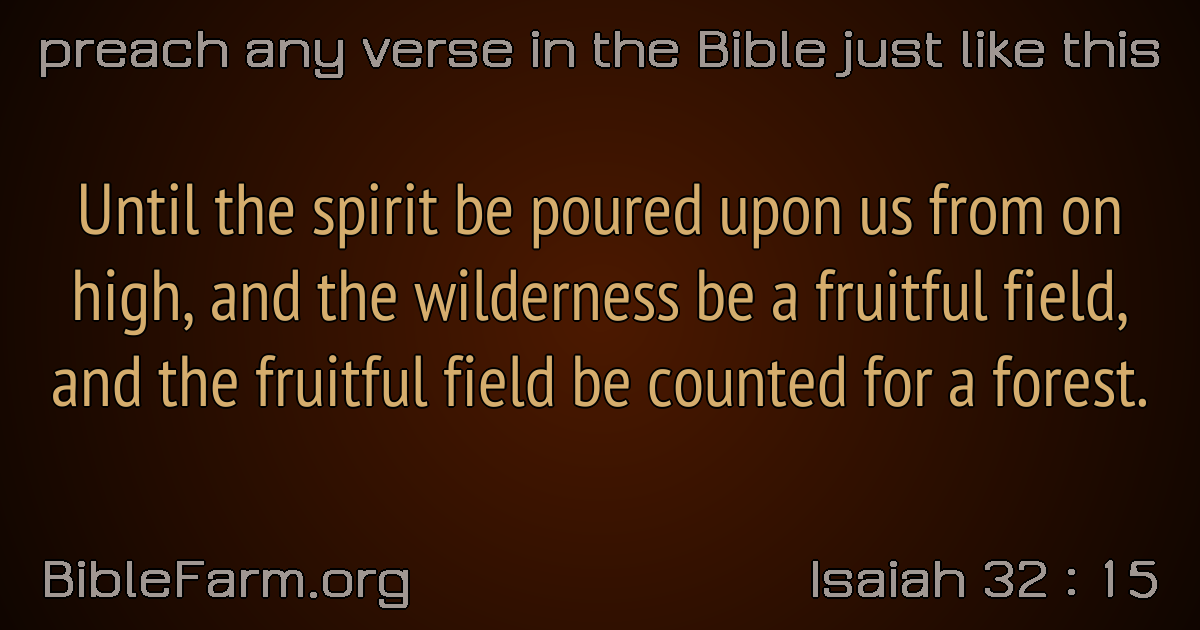 preach any verse in the Bible just like this
Until the spirit be poured upon us from on
high, and the wilderness be a fruitful field,
and the fruitful field be counted for a forest.
BibleFarm.org
Isaiah 32 : 15